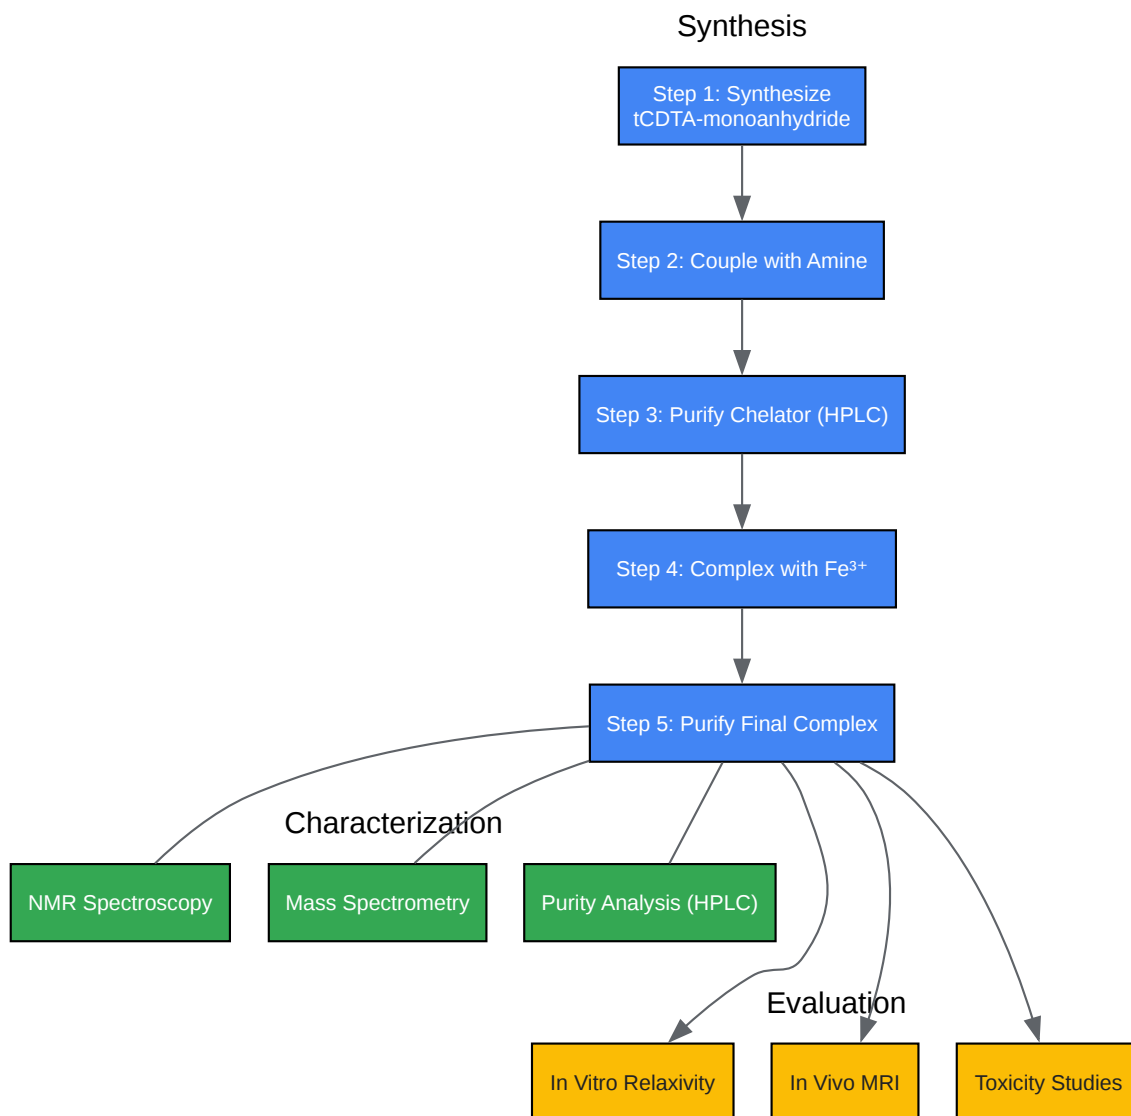 Synthesis
Step 1: Synthesize
tCDTA-monoanhydride
Step 2: Couple with Amine
Step 3: Purify Chelator (HPLC)
Step 4: Complex with Fe³⁺
Step 5: Purify Final Complex
Characterization
NMR Spectroscopy
Mass Spectrometry
Purity Analysis (HPLC)
Evaluation
In Vitro Relaxivity
In Vivo MRI
Toxicity Studies